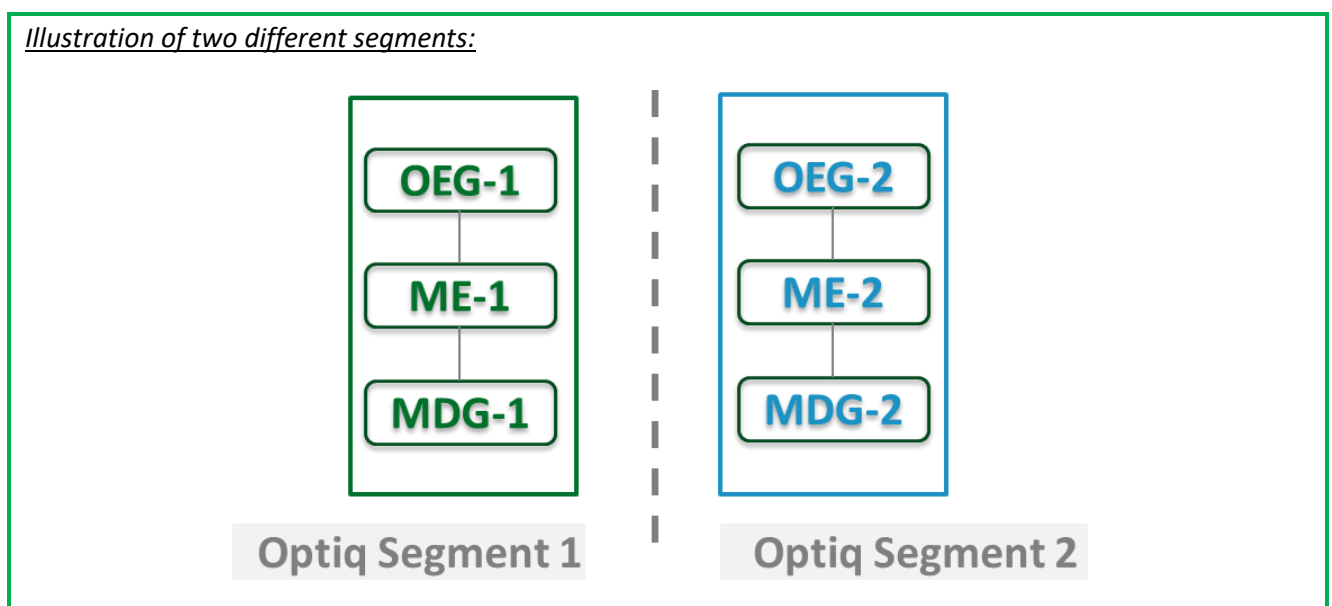 Illustration of two different segments:
OEG-1
ME-1
MDG-1
OEG-2
ME-2
MDG-2
Optiq Segment 1
Optiq Segment 2